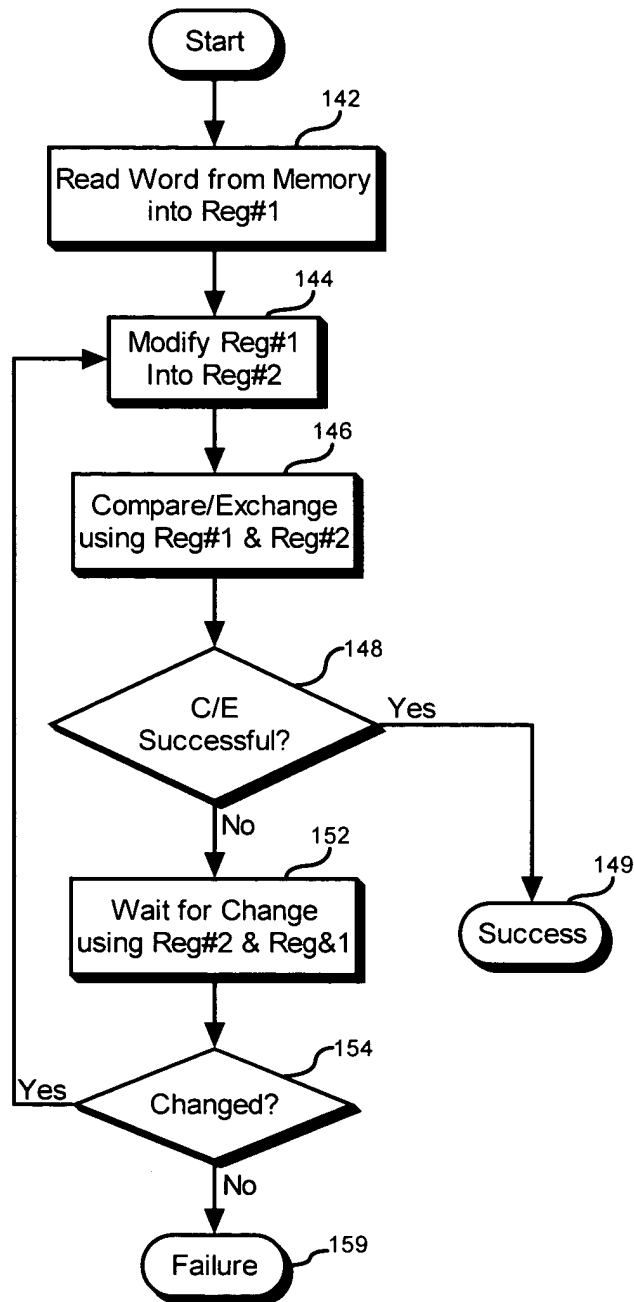 Start
142
Read Word from Memory
into Reg#1
144
Modify Reg#1
Into Reg#2
146
Compare/Exchange
using Reg#1 & Reg#2
148
C/E
Successful?
Yes
No
152
Wait for Change
using Reg#2 & Reg&1
149
Success
154
Changed?
Yes
No
Failure
159